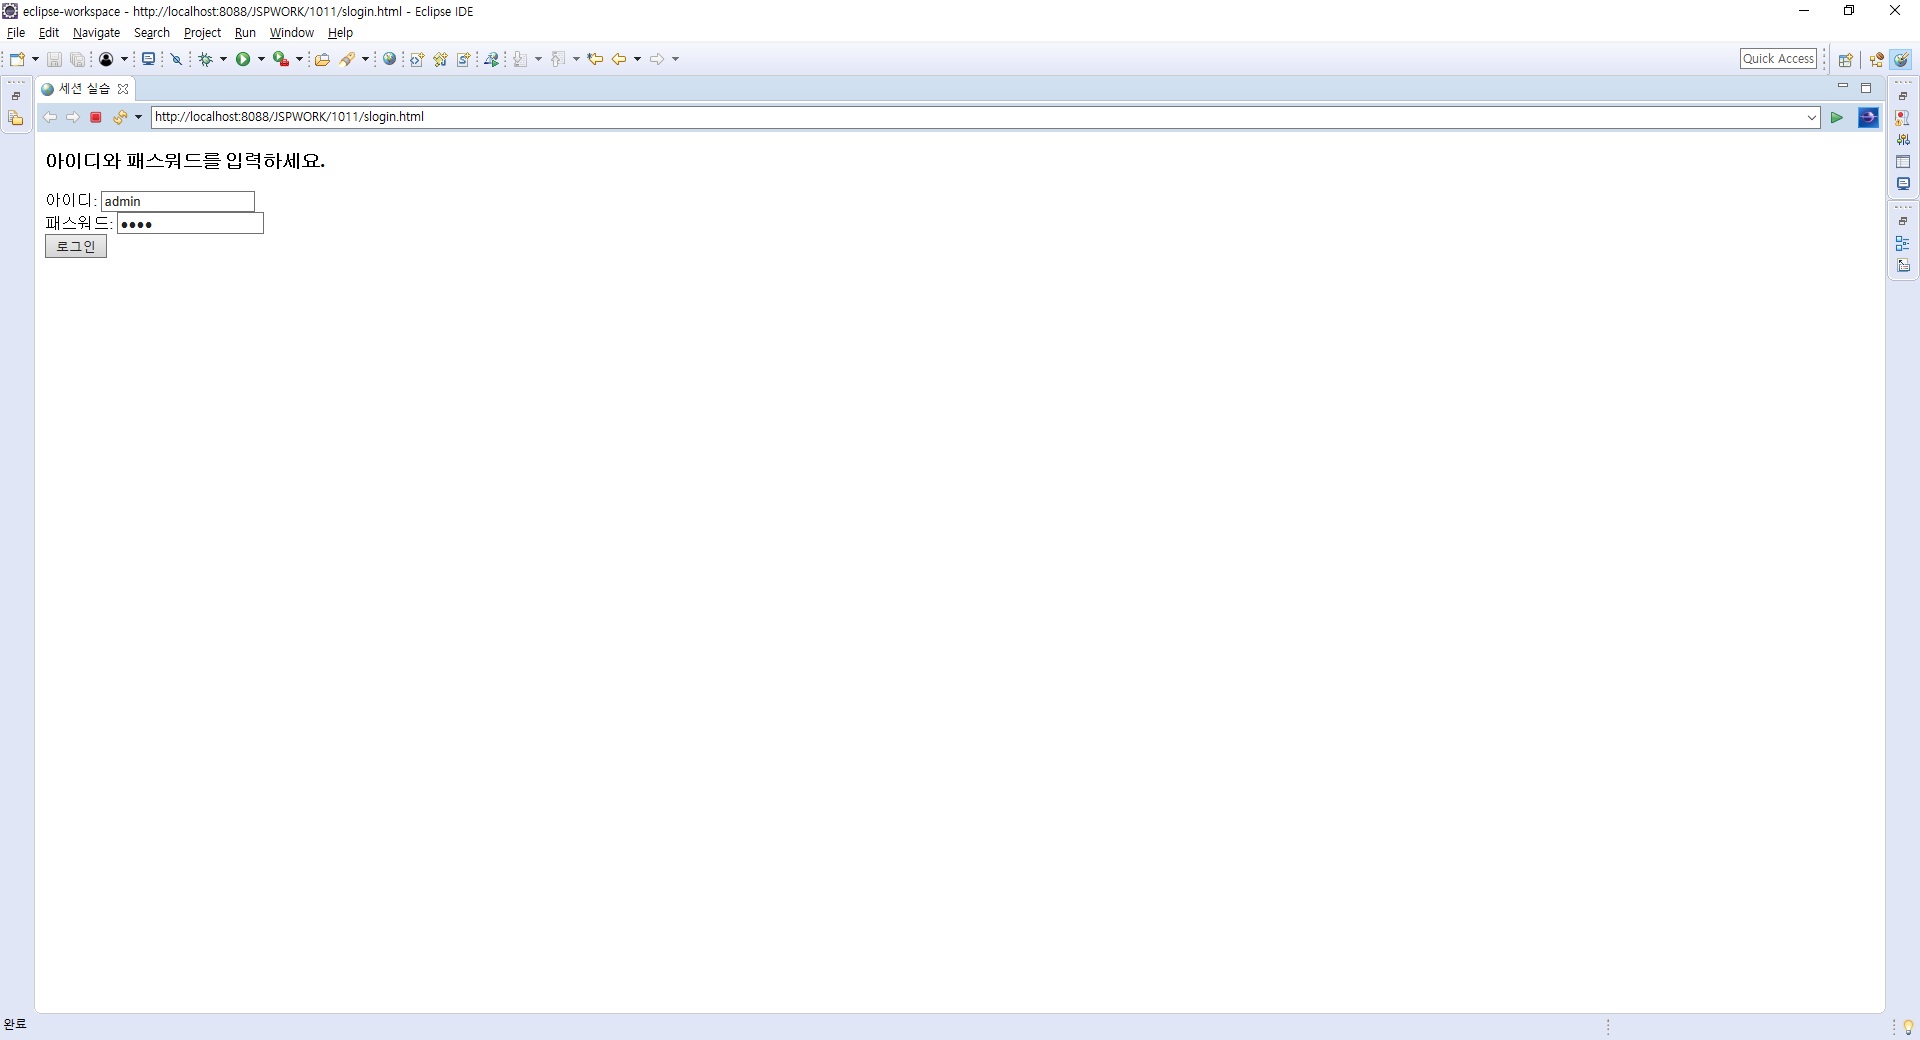 eclipse-workspace - http://localhost:8088/JSPWORK/1011/slogin.html - Eclipse IDE
File Edit Navigate Search Project Run Window Help
Quick Access
세션 실습
http://localhost:8088/JSPWORK/1011/slogin.html
아이디와 패스워드를 입력하세요.
아이디: admin
패스워드: ●●●●
로그인
완료